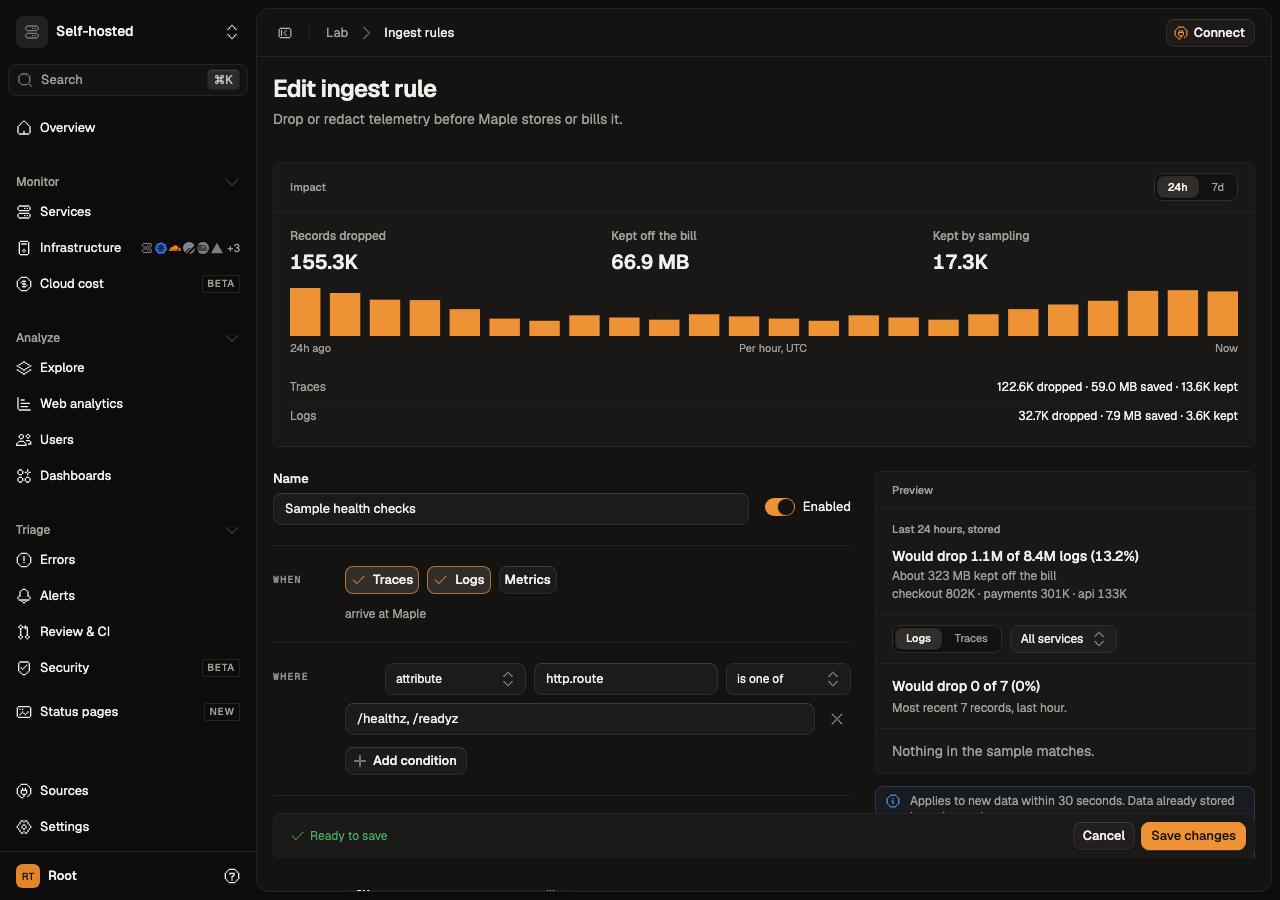 Self-hosted
Search ⌘K
Overview
Monitor
Services
Infrastructure +3
Cloud cost BETA
Analyze
Explore
Web analytics
Users
Dashboards
Triage
Errors
Alerts
Review & CI
Security BETA
Status pages NEW
Sources
Settings
RT Root
Lab Ingest rules
Connect
Edit ingest rule
Drop or redact telemetry before Maple stores or bills it.
Impact 24h 7d
Records dropped Kept off the bill Kept by sampling
155.3K 66.9 MB 17.3K
24h ago Per hour, UTC Now
Traces 122.6K dropped · 59.0 MB saved · 13.6K kept
Logs 32.7K dropped · 7.9 MB saved · 3.6K kept
Name
Sample health checks Enabled
WHEN Traces Logs Metrics
arrive at Maple
WHERE attribute http.route is one of
/healthz, /readyz
Add condition
Preview
Last 24 hours, stored
Would drop 1.1M of 8.4M logs (13.2%)
About 323 MB kept off the bill
checkout 802K · payments 301K · api 133K
Logs Traces All services
Would drop 0 of 7 (0%)
Most recent 7 records, last hour.
Nothing in the sample matches.
Applies to new data within 30 seconds. Data already stored
Ready to save Cancel Save changes